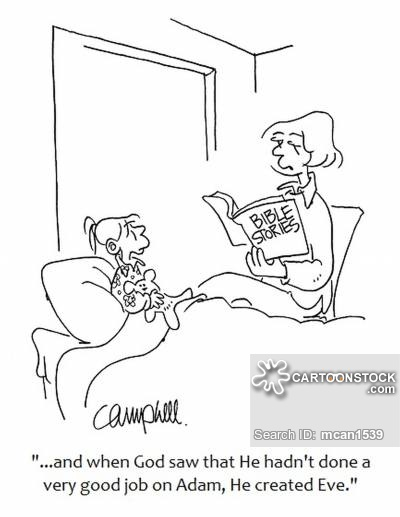 BIBLE
STORIES
Campbell.
CARTOONSTOCK
.com
Search ID: mcan1539
"...and when God saw that He hadn't done a
very good job on Adam, He created Eve."